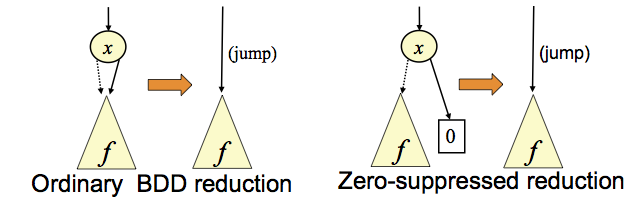 x
(jump)
f
f
Ordinary BDD reduction
x
(jump)
0
f
f
Zero-suppressed reduction